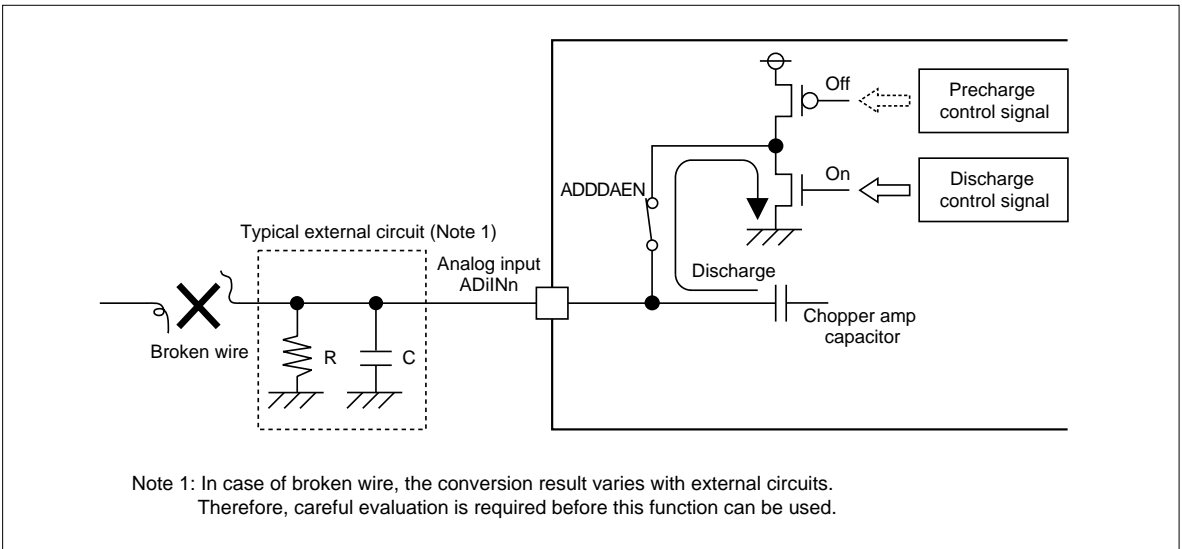 Off
Precharge
control signal
On
Discharge
control signal
ADDDAEN
Typical external circuit (Note 1)
Analog input
ADiINn
Discharge
Chopper amp
capacitor
Broken wire
R
C
Note 1: In case of broken wire, the conversion result varies with external circuits.
Therefore, careful evaluation is required before this function can be used.